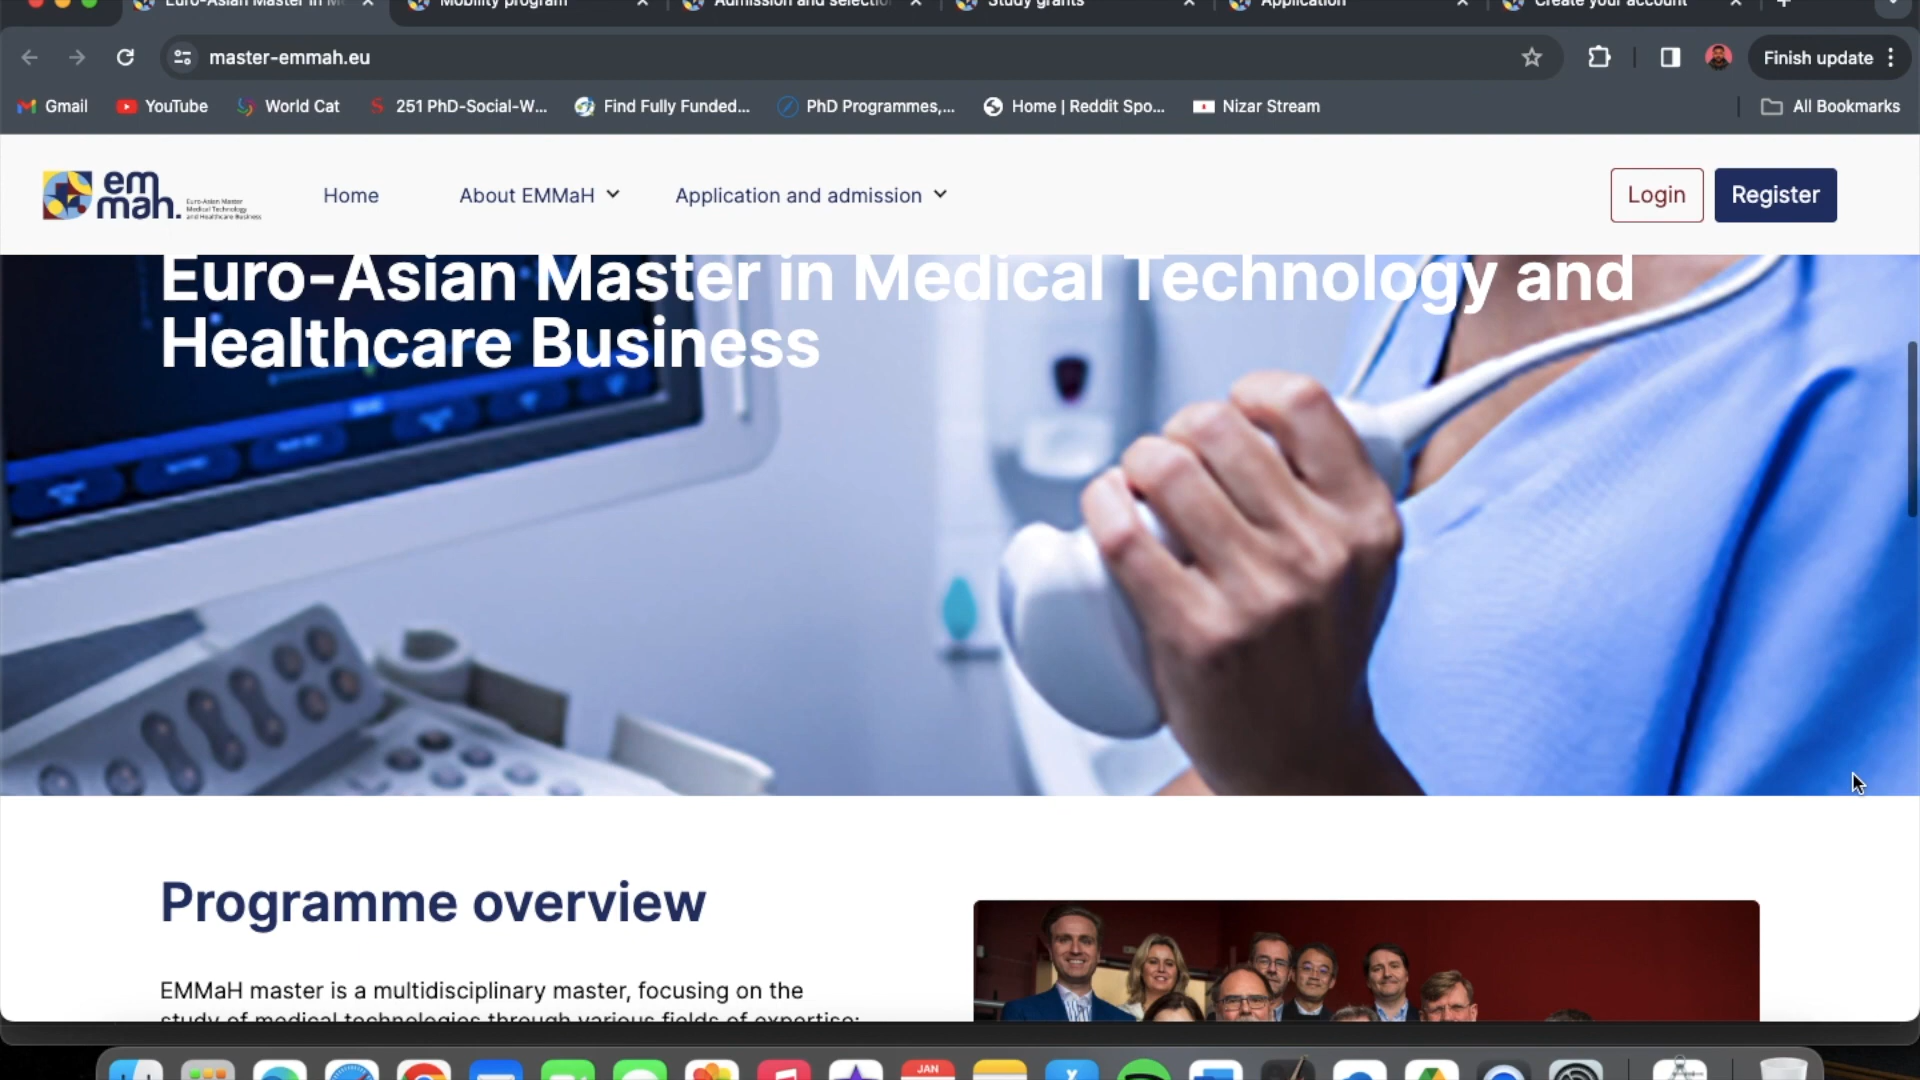 Euro-Asian Master in Me
Mobility program
Admission and selectio
Study grants
Application
Create your account
master-emmah.eu
Finish update
Gmail
YouTube
World Cat
251 PhD-Social-W...
Find Fully Funded...
PhD Programmes,...
Home | Reddit Spo...
Nizar Stream
All Bookmarks
em
mah.
Euro-Asian Master
Medical Technology
and Healthcare Business
Home
About EMMaH
Application and admission
Login
Register
Euro-Asian Master in Medical Technology and
Healthcare Business
Programme overview
EMMaH master is a multidisciplinary master, focusing on the
study of medical technologies through various fields of expertise:
JAN